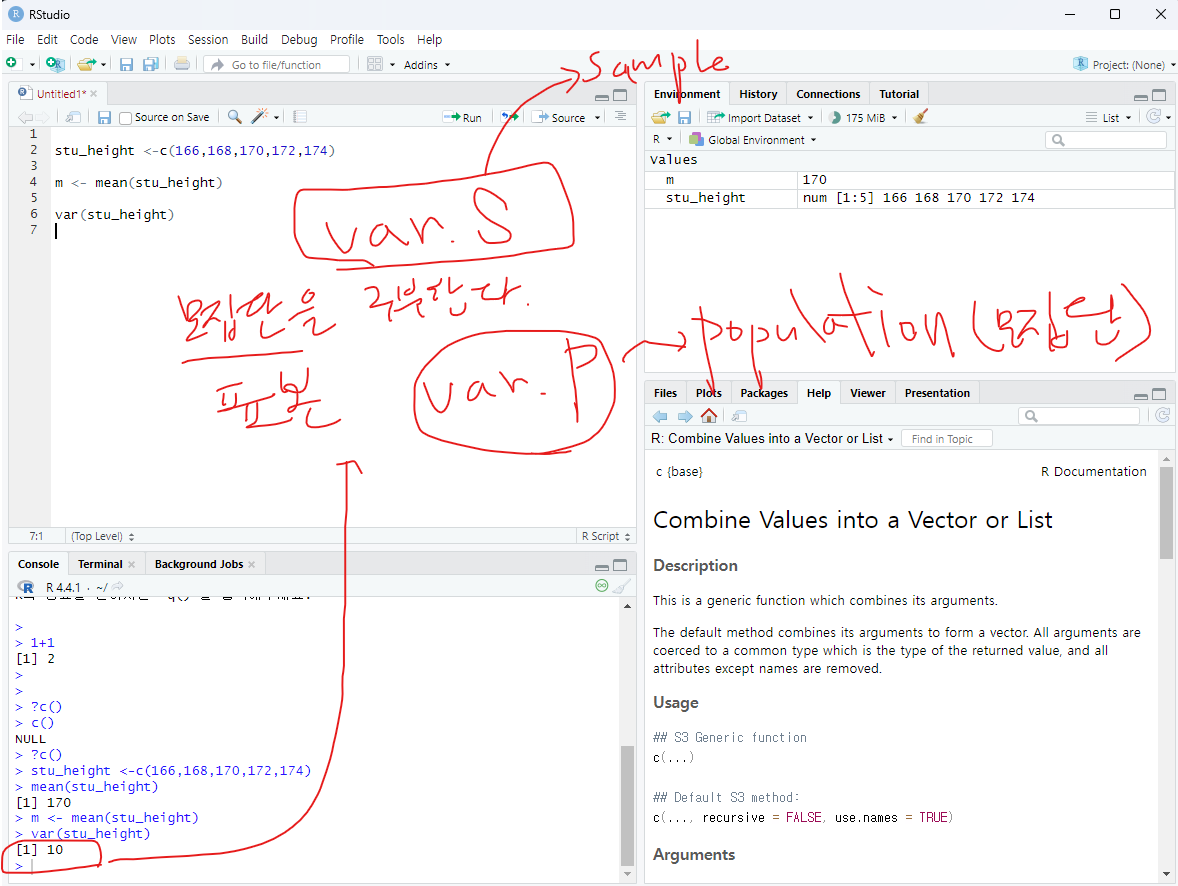 RStudio
File Edit Code View Plots Session Build Debug Profile Tools Help
Go to file/function Addins Project: (None)
Untitled1*
Source on Save Run Source
1
2 stu_height <-c(166,168,170,172,174)
3
4 m <- mean(stu_height)
5
6 var(stu_height)
7
sample
var.S
모집단을
표본
var.P
population (모집단)
7:1 (Top Level) R Script
Console Terminal Background Jobs
R 4.4.1 · ~/
>
> 1+1
[1] 2
>
>
> ?c()
> c()
NULL
> ?c()
> stu_height <-c(166,168,170,172,174)
> mean(stu_height)
[1] 170
> m <- mean(stu_height)
> var(stu_height)
[1] 10
>
Environment History Connections Tutorial
Import Dataset 175 MiB List
R Global Environment
Values
m 170
stu_height num [1:5] 166 168 170 172 174
Files Plots Packages Help Viewer Presentation
R: Combine Values into a Vector or List Find in Topic
c {base} R Documentation
Combine Values into a Vector or List
Description
This is a generic function which combines its arguments.
The default method combines its arguments to form a vector. All arguments are
coerced to a common type which is the type of the returned value, and all
attributes except names are removed.
Usage
## S3 Generic function
c(...)
## Default S3 method:
c(..., recursive = FALSE, use.names = TRUE)
Arguments